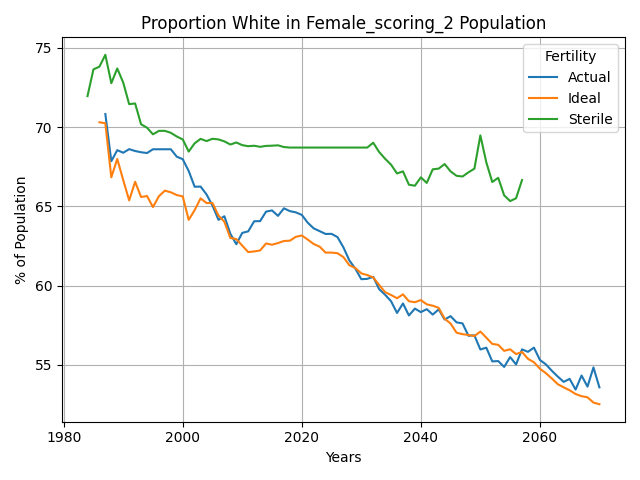 Proportion White in Female_scoring_2 Population
Fertility
Actual
Ideal
Sterile
% of Population
75
70
65
60
55
1980
2000
2020
2040
2060
Years